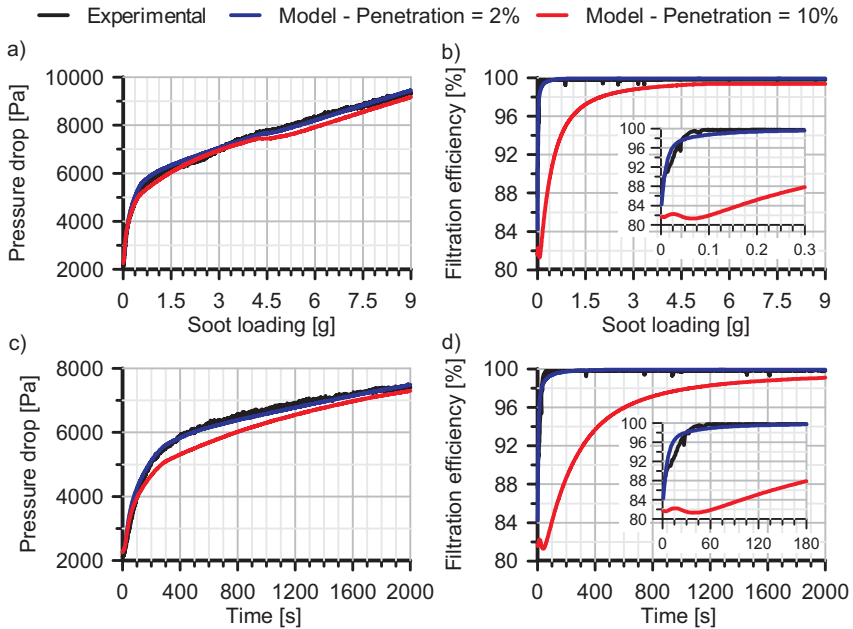 Experimental Model - Penetration = 2% Model - Penetration = 10%
a)
Pressure drop [Pa]
10000
8000
6000
4000
2000
0 1.5 3 4.5 6 7.5 9
Soot loading [g]
b)
Filtration efficiency [%]
100
96
92
88
84
80
0 1.5 3 4.5 6 7.5 9
Soot loading [g]
100
96
92
88
84
80
0 0.1 0.2 0.3
c)
Pressure drop [Pa]
8000
6000
4000
2000
0 400 800 1200 1600 2000
Time [s]
d)
Filtration efficiency [%]
100
96
92
88
84
80
0 400 800 1200 1600 2000
Time [s]
100
96
92
88
84
80
0 60 120 180